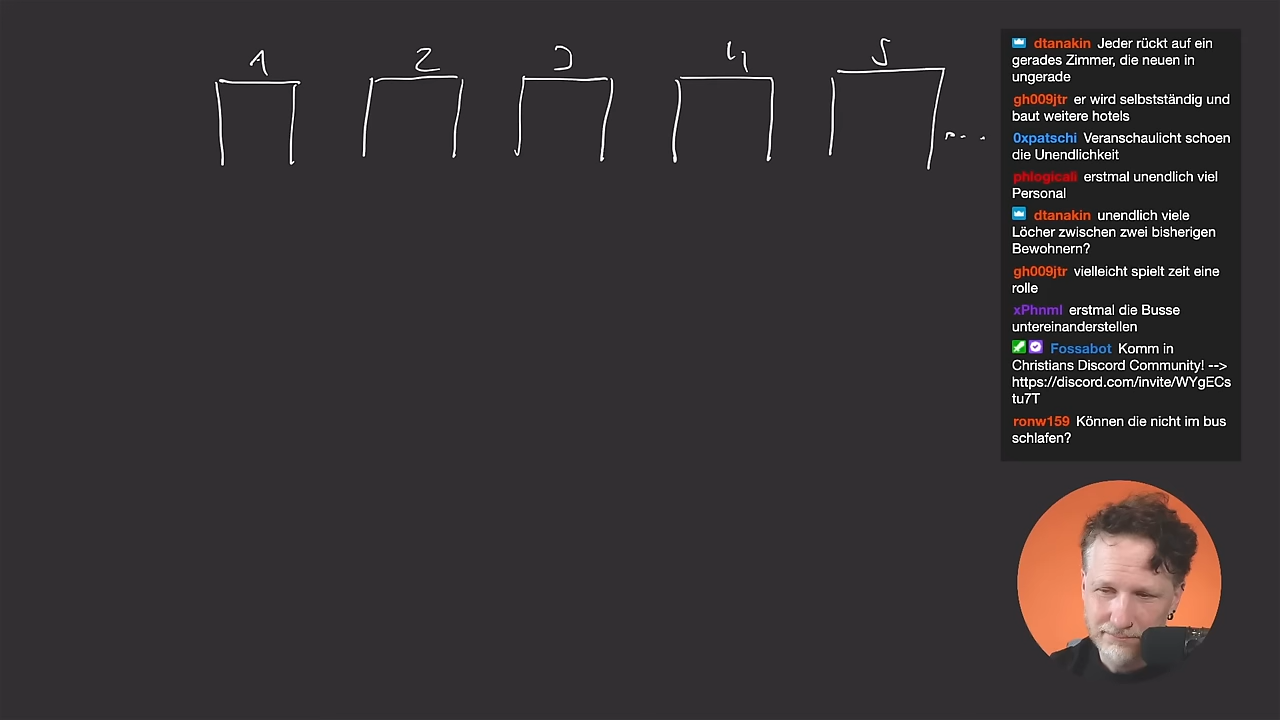 1 2 3 4 5 ...
dtanakin Jeder rückt auf ein
gerades Zimmer, die neuen in
ungerade
gh009jtr er wird selbstständig und
baut weitere hotels
0xpatschi Veranschaulicht schoen
die Unendlichkeit
phlogicali erstmal unendlich viel
Personal
dtanakin unendlich viele
Löcher zwischen zwei bisherigen
Bewohnern?
gh009jtr vielleicht spielt zeit eine
rolle
xPhnml erstmal die Busse
untereinanderstellen
Fossabot Komm in
Christians Discord Community! -->
https://discord.com/invite/WYgECs
tu7T
ronw159 Können die nicht im bus
schlafen?